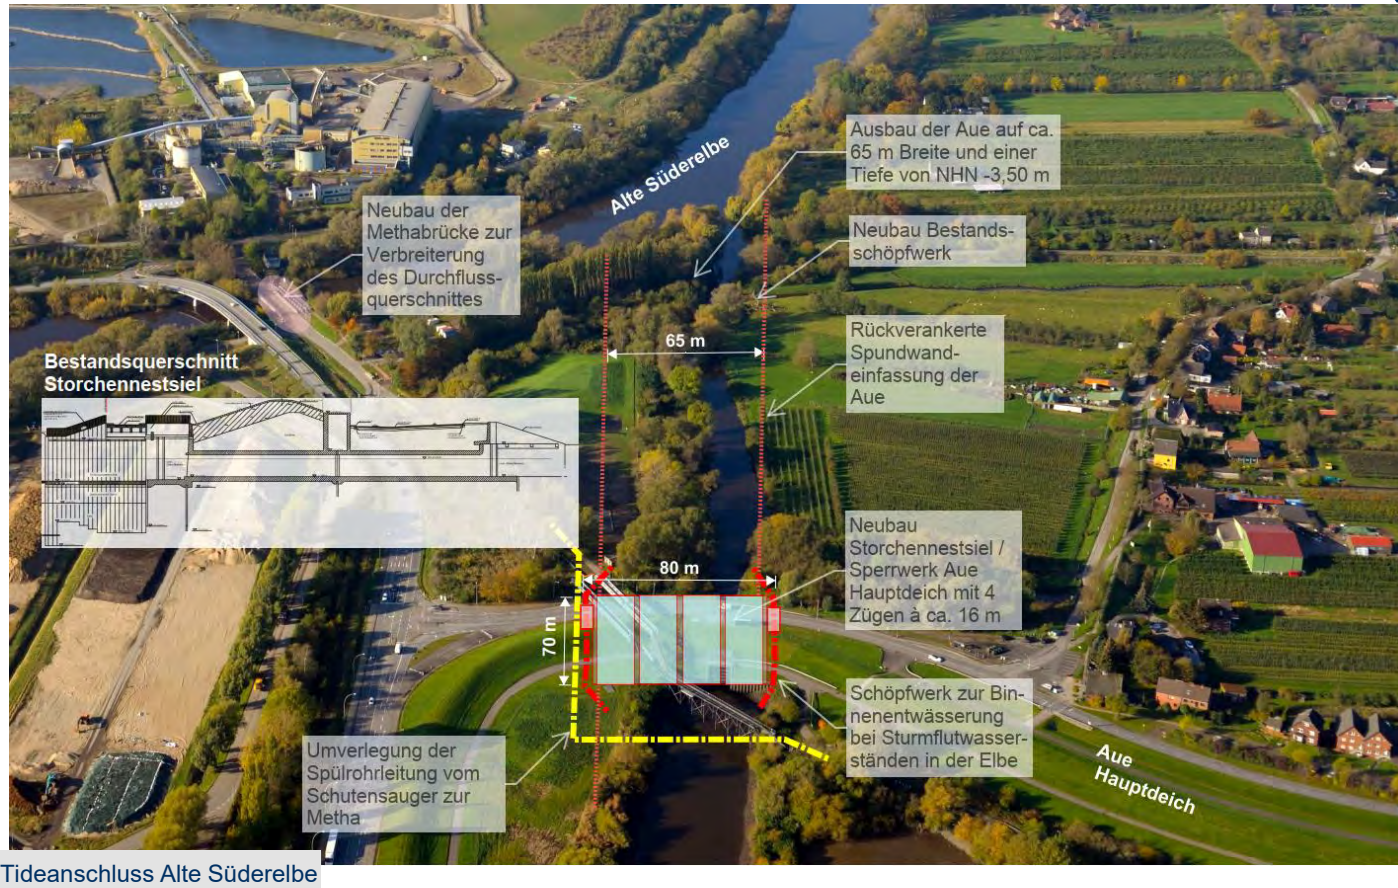 Alte Süderelbe
Ausbau der Aue auf ca.
65 m Breite und einer
Tiefe von NHN -3,50 m
Neubau der
Methabrücke zur
Verbreiterung
des Durchfluss-
querschnittes
Neubau Bestands-
schöpfwerk
65 m
Rückverankerte
Spundwand-
einfassung der
Aue
Bestandsquerschnitt
Storchennestsiel
Neubau
Storchennestsiel /
Sperrwerk Aue
Hauptdeich mit 4
Zügen à ca. 16 m
80 m
70 m
Schöpfwerk zur Bin-
nenentwässerung
bei Sturmflutwasser-
ständen in der Elbe
Umverlegung der
Spülrohrleitung vom
Schutensauger zur
Metha
Aue
Hauptdeich
Tideanschluss Alte Süderelbe